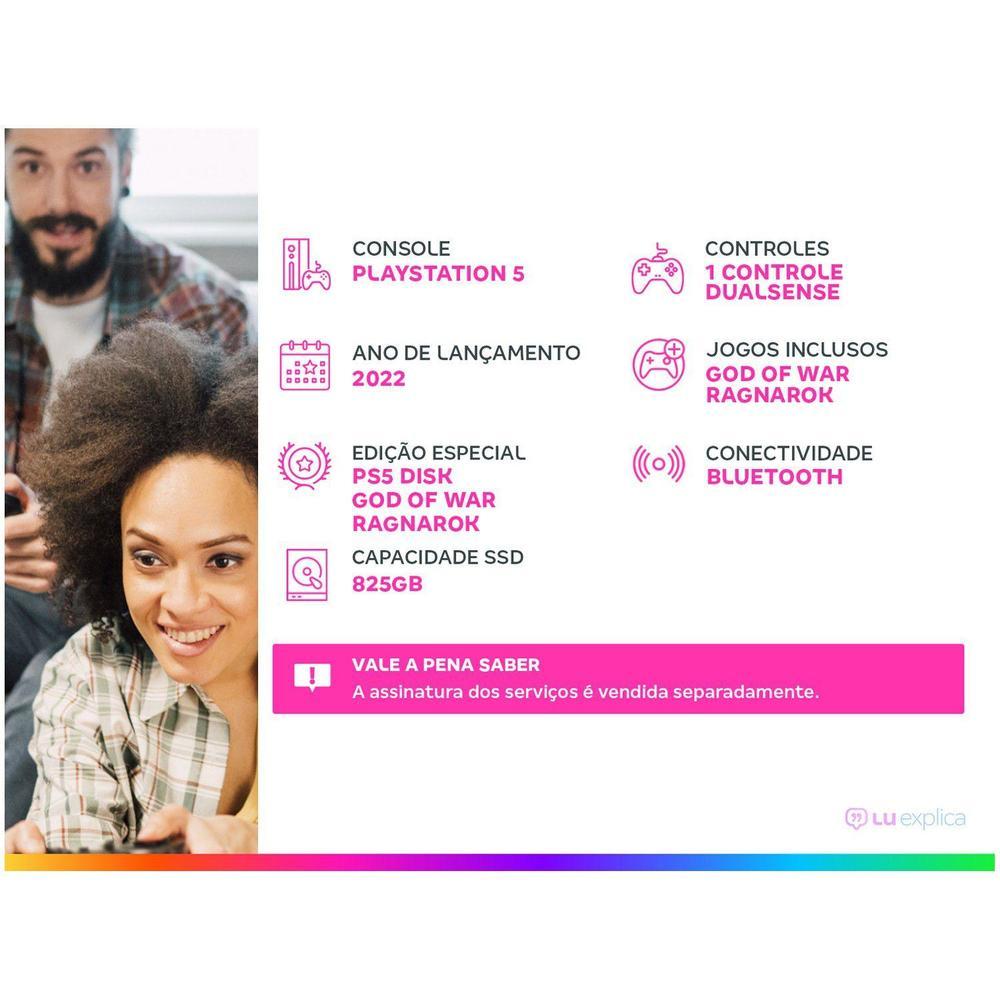 CONSOLE
PLAYSTATION 5
CONTROLES
1 CONTROLE
DUALSENSE
ANO DE LANÇAMENTO
2022
JOGOS INCLUSOS
GOD OF WAR
RAGNAROK
EDIÇÃO ESPECIAL
PS5 DISK
GOD OF WAR
RAGNAROK
CONECTIVIDADE
BLUETOOTH
CAPACIDADE SSD
825GB
VALE A PENA SABER
A assinatura dos serviços é vendida separadamente.
LU explica